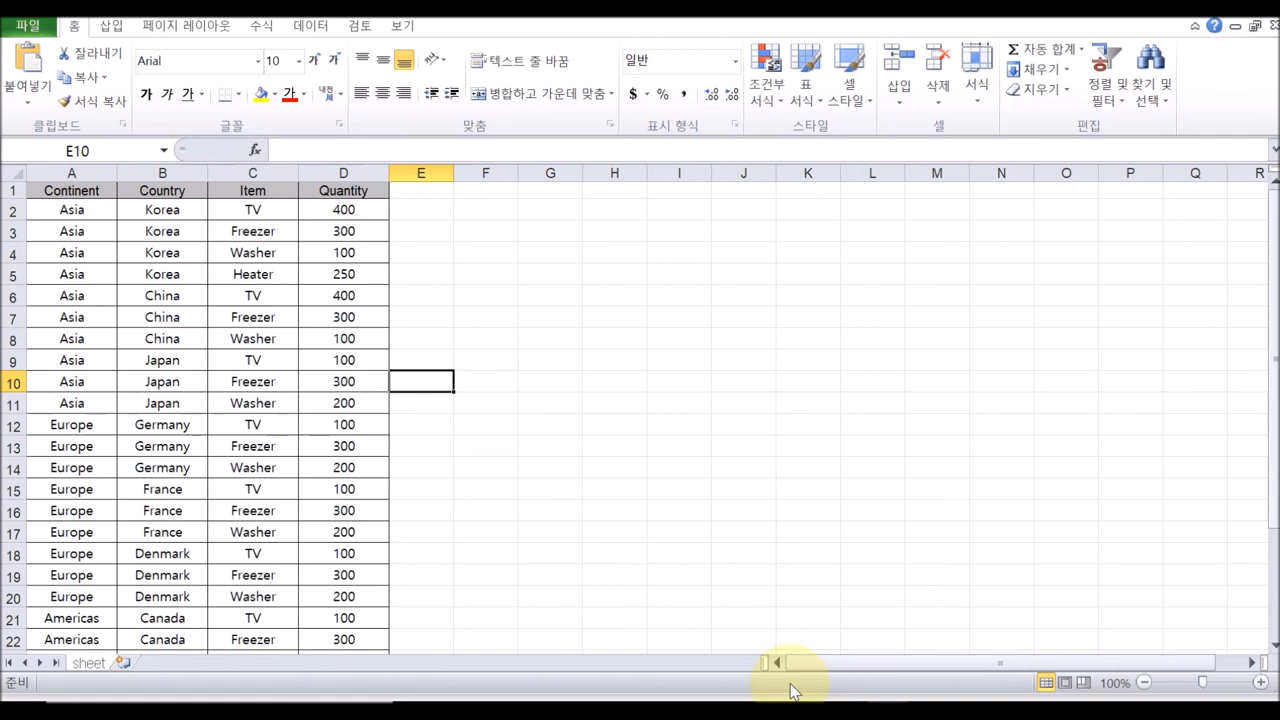 파일 홈 삽입 페이지 레이아웃 수식 데이터 검토 보기
붙여넣기 잘라내기 복사 서식 복사 클립보드
Arial 10 가 가 가 가 가 가 내천 글꼴
텍스트 줄 바꿈 병합하고 가운데 맞춤 맞춤
일반 $ % , .0 .00 .00 .0 표시 형식
조건부 서식 표 서식 셀 스타일 스타일
삽입 삭제 서식 셀
Σ 자동 합계 채우기 지우기 정렬 및 필터 찾기 및 선택 편집
E10 fx
A B C D E F G H I J K L M N O P Q R
1 Continent Country Item Quantity
2 Asia Korea TV 400
3 Asia Korea Freezer 300
4 Asia Korea Washer 100
5 Asia Korea Heater 250
6 Asia China TV 400
7 Asia China Freezer 300
8 Asia China Washer 100
9 Asia Japan TV 100
10 Asia Japan Freezer 300
11 Asia Japan Washer 200
12 Europe Germany TV 100
13 Europe Germany Freezer 300
14 Europe Germany Washer 200
15 Europe France TV 100
16 Europe France Freezer 300
17 Europe France Washer 200
18 Europe Denmark TV 100
19 Europe Denmark Freezer 300
20 Europe Denmark Washer 200
21 Americas Canada TV 100
22 Americas Canada Freezer 300
sheet
준비 100%